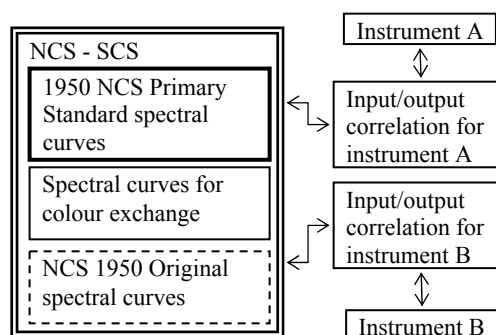 NCS - SCS
1950 NCS Primary
Standard spectral
curves
Spectral curves for
colour exchange
NCS 1950 Original
spectral curves
Instrument A
Input/output
correlation for
instrument A
Input/output
correlation for
instrument B
Instrument B